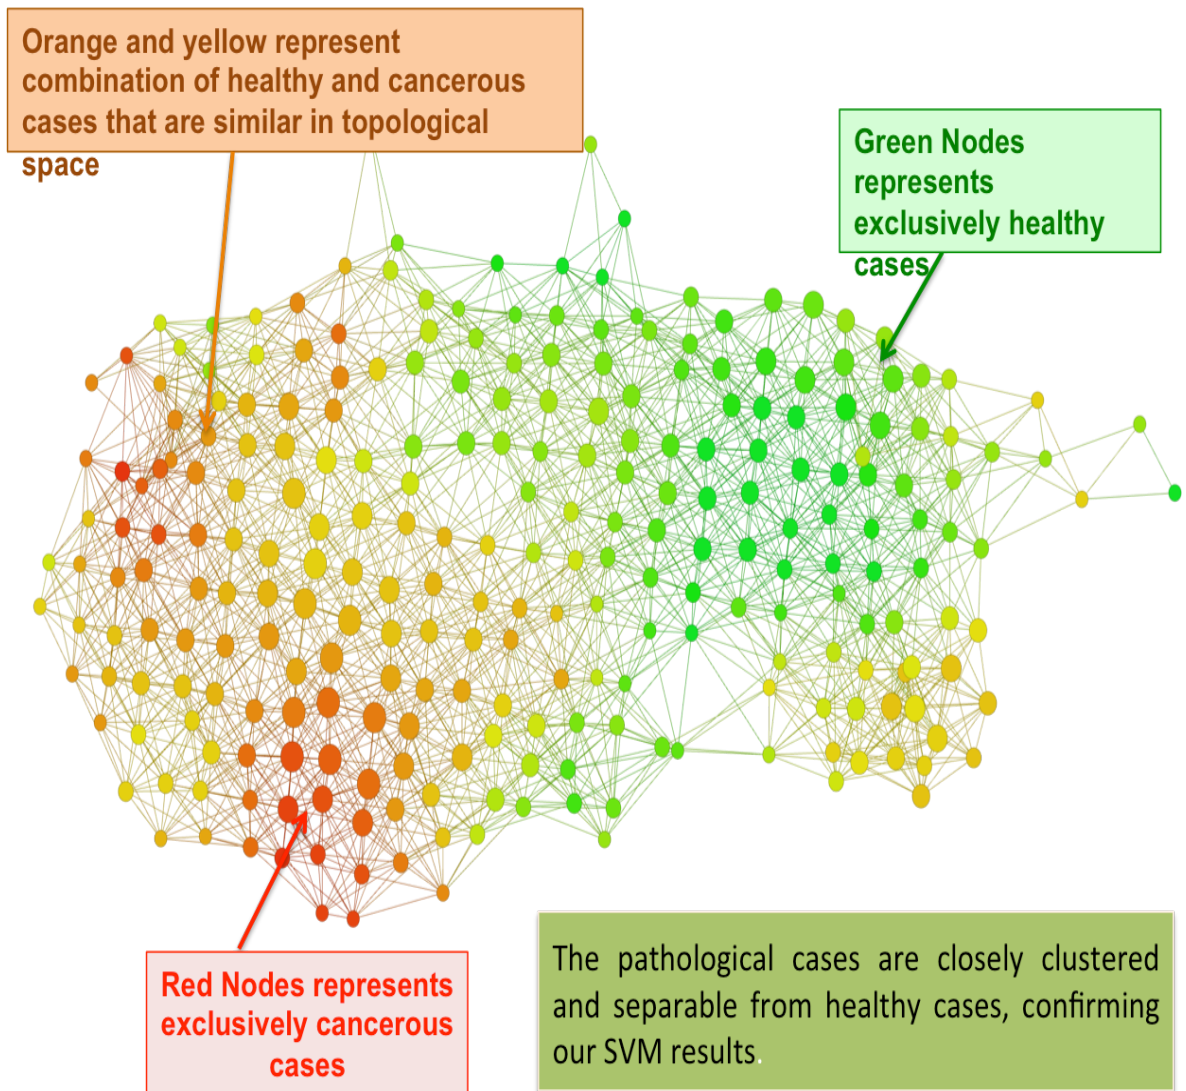 Orange and yellow represent
combination of healthy and cancerous
cases that are similar in topological
space
Green Nodes
represents
exclusively healthy
cases
Red Nodes represents
exclusively cancerous
cases
The pathological cases are closely clustered
and separable from healthy cases, confirming
our SVM results.